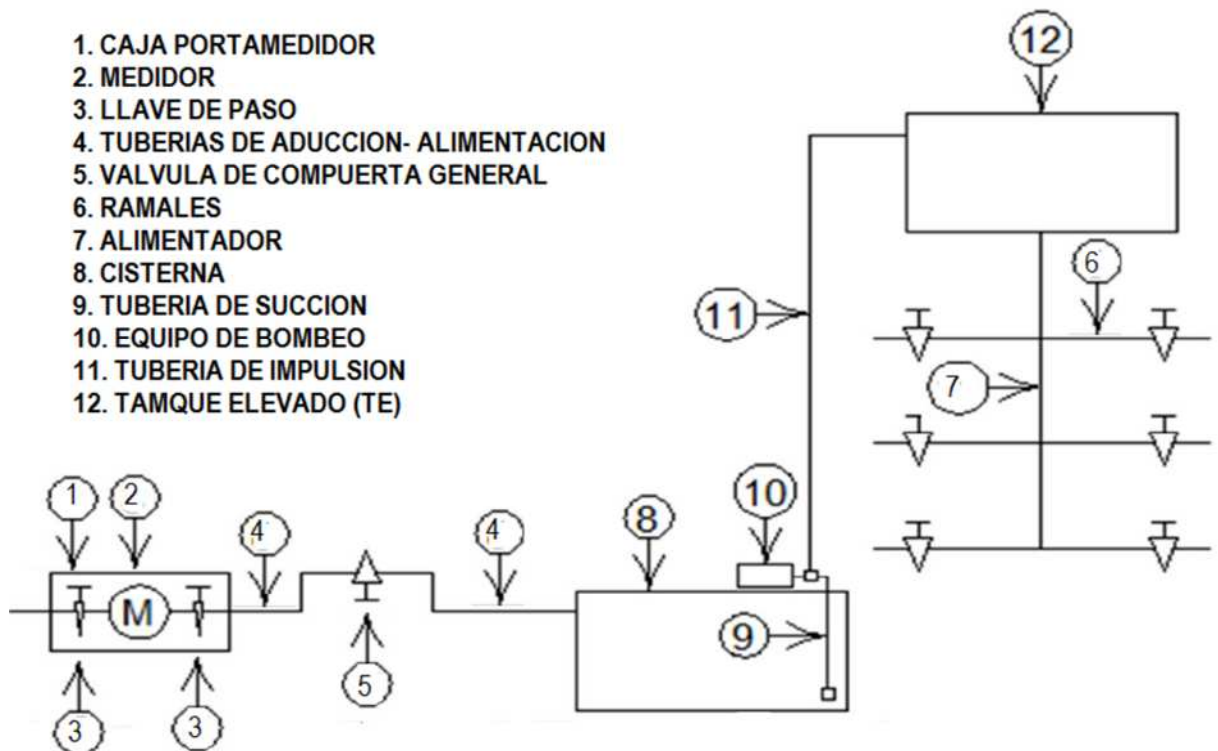 1. CAJA PORTAMEDIDOR
2. MEDIDOR
3. LLAVE DE PASO
4. TUBERIAS DE ADUCCION- ALIMENTACION
5. VALVULA DE COMPUERTA GENERAL
6. RAMALES
7. ALIMENTADOR
8. CISTERNA
9. TUBERIA DE SUCCION
10. EQUIPO DE BOMBEO
11. TUBERIA DE IMPULSION
12. TAMQUE ELEVADO (TE)
12
6
11
7
1
2
4
4
8
10
M
9
5
3
3